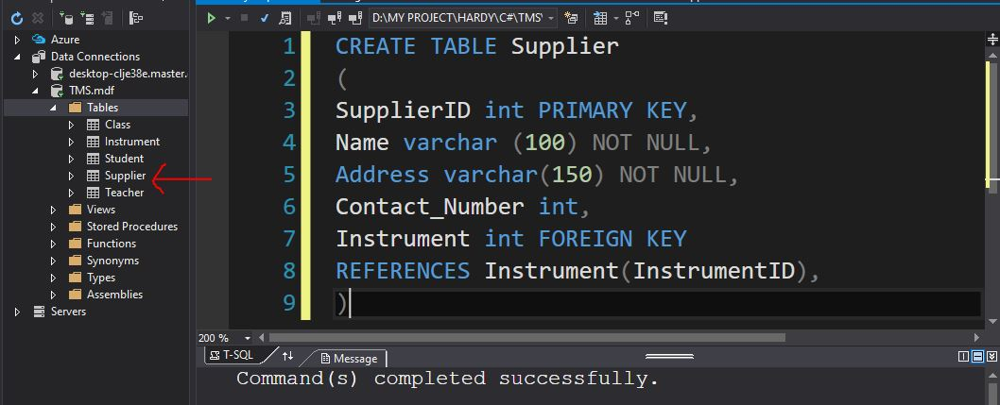 D:\MY PROJECT\HARDY\C#\TMS\
Azure
Data Connections
desktop-clje38e.master.
TMS.mdf
Tables
Class
Instrument
Student
Supplier
Teacher
Views
Stored Procedures
Functions
Synonyms
Types
Assemblies
Servers
1 CREATE TABLE Supplier
2 (
3 SupplierID int PRIMARY KEY,
4 Name varchar (100) NOT NULL,
5 Address varchar(150) NOT NULL,
6 Contact_Number int,
7 Instrument int FOREIGN KEY
8 REFERENCES Instrument(InstrumentID),
9 )
200 %
T-SQL
Message
Command(s) completed successfully.